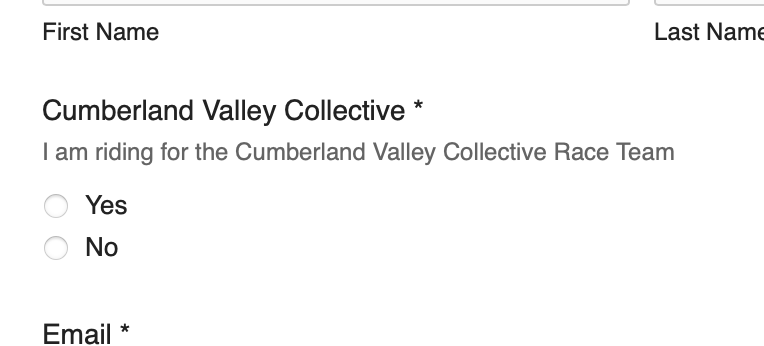 First Name
Last Name
Cumberland Valley Collective *
I am riding for the Cumberland Valley Collective Race Team
Yes
No
Email *